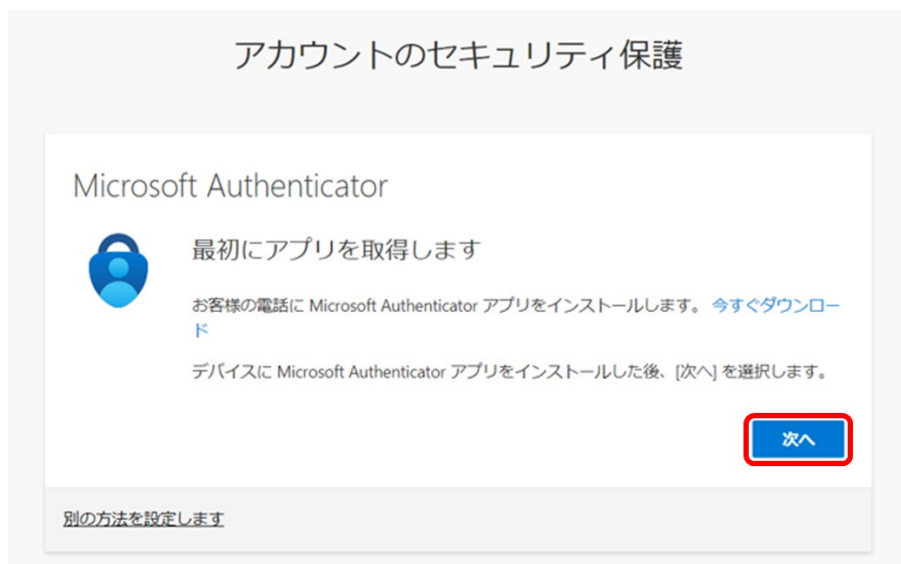 アカウントのセキュリティ保護
Microsoft Authenticator
最初にアプリを取得します
お客様の電話に Microsoft Authenticator アプリをインストールします。 今すぐダウンロー
ド
デバイスに Microsoft Authenticator アプリをインストールした後、[次へ] を選択します。
次へ
別の方法を設定します